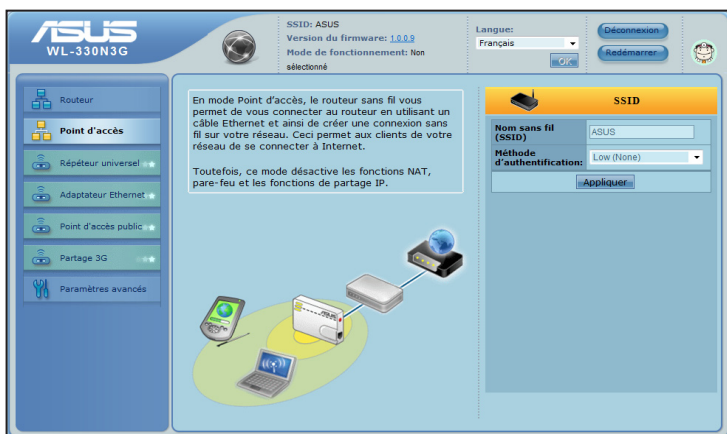 ASUS
WL-330N3G
SSID: ASUS
Version du firmware: 1.0.0.9
Mode de fonctionnement: Non
sélectionné
Langue:
Français
OK
Déconnexion
Redémarrer
Routeur
Point d'accès
Répéteur universel
Adaptateur Ethernet
Point d'accès public
Partage 3G
Paramètres avancés
En mode Point d'accès, le routeur sans fil vous
permet de vous connecter au routeur en utilisant un
câble Ethernet et ainsi de créer une connexion sans
fil sur votre réseau. Ceci permet aux clients de votre
réseau de se connecter à Internet.
Toutefois, ce mode désactive les fonctions NAT,
pare-feu et les fonctions de partage IP.
SSID
Nom sans fil
(SSID)
ASUS
Méthode
d'authentification:
Low (None)
Appliquer